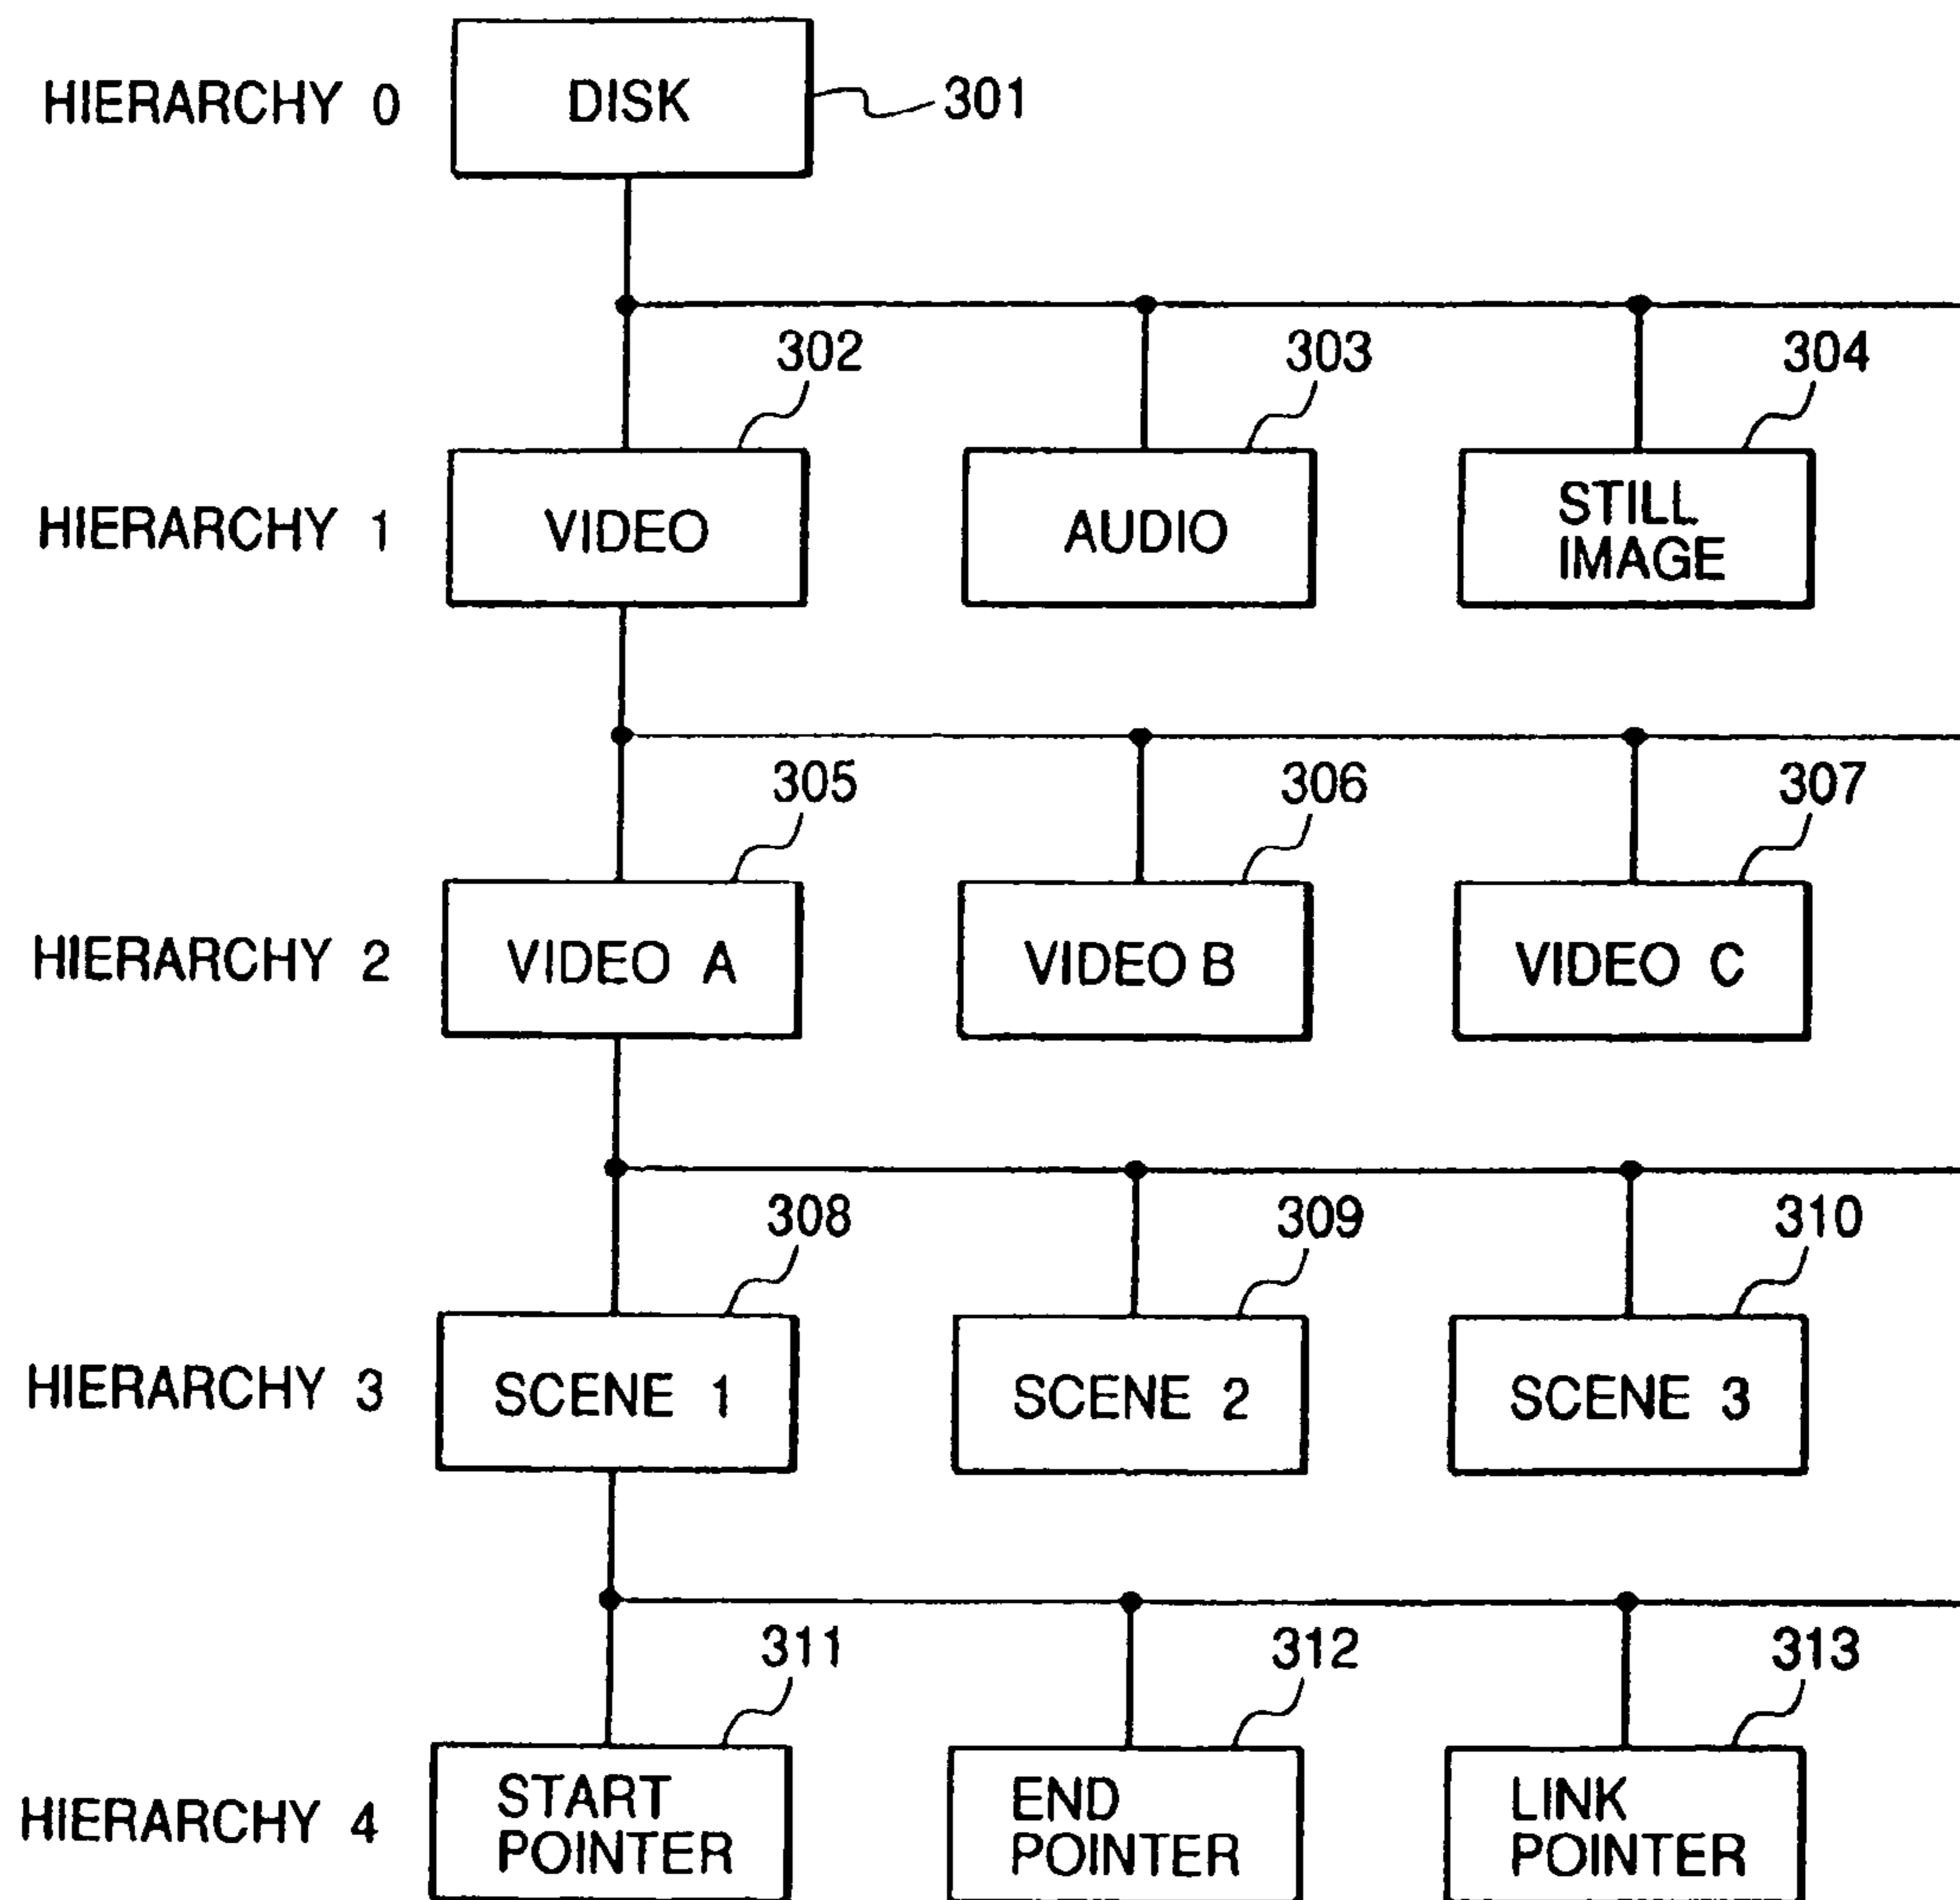 HIERARCHY 0
DISK
301
302
303
304
HIERARCHY 1
VIDEO
AUDIO
STILL
IMAGE
305
306
307
HIERARCHY 2
VIDEO A
VIDEO B
VIDEO C
308
309
310
HIERARCHY 3
SCENE 1
SCENE 2
SCENE 3
311
312
313
HIERARCHY 4
START
POINTER
END
POINTER
LINK
POINTER